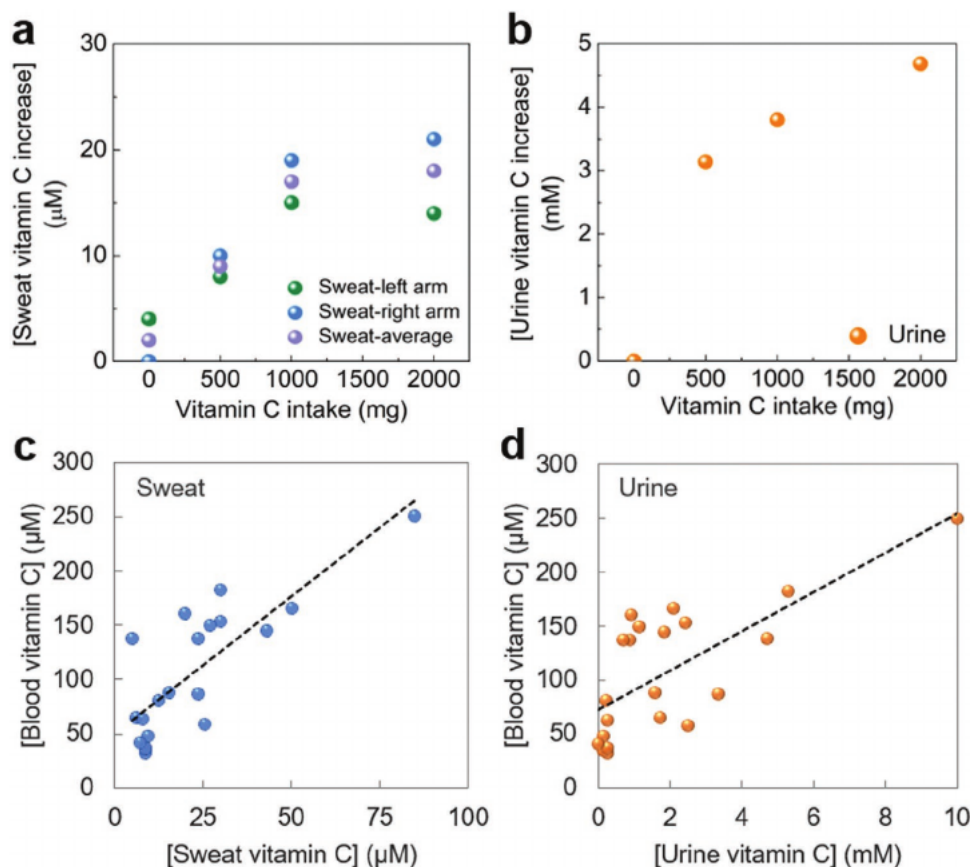 a
[Sweat vitamin C increase]
(µM)
30
20
10
0
0 500 1000 1500 2000
Vitamin C intake (mg)
Sweat-left arm
Sweat-right arm
Sweat-average
b
[Urine vitamin C increase]
(mM)
5
4
3
2
1
0
0 500 1000 1500 2000
Vitamin C intake (mg)
Urine
c
[Blood vitamin C] (µM)
300
250
200
150
100
50
0
0 25 50 75 100
[Sweat vitamin C] (µM)
Sweat
d
[Blood vitamin C] (µM)
300
250
200
150
100
50
0
0 2 4 6 8 10
[Urine vitamin C] (mM)
Urine